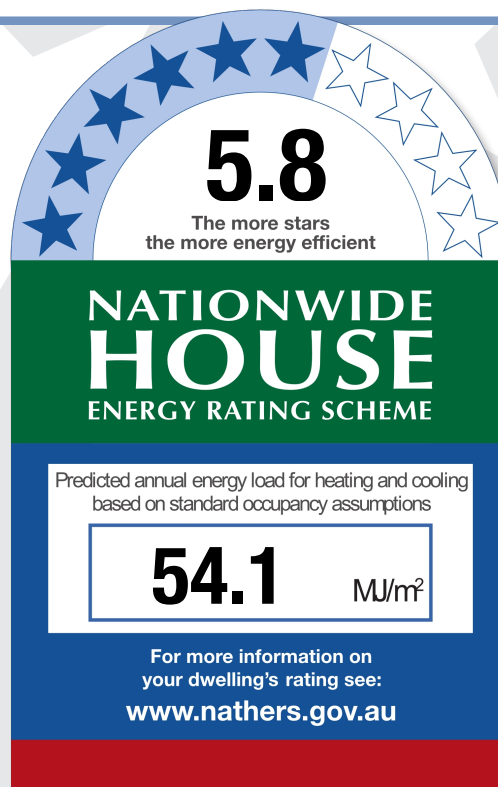 5.8
The more stars
the more energy efficient
NATIONWIDE
HOUSE
ENERGY RATING SCHEME
Predicted annual energy load for heating and cooling
based on standard occupancy assumptions
54.1 MJ/m²
For more information on
your dwelling's rating see:
www.nathers.gov.au